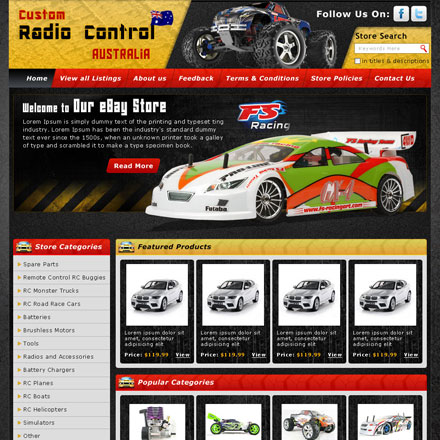 Custom
Radio Control
AUSTRALIA
Follow Us On:
Store Search
Keywords here
in titles & descriptions
Home
View all Listings
About us
Feedback
Terms & Conditions
Store Policies
Contact Us
Welcome to Our eBay Store
Lorem Ipsum is simply dummy text of the printing and typeset ting
industry. Lorem Ipsum has been the industry's standard dummy
text ever since the 1500s, when an unknown printer took a galley
of type and scrambled it to make a type specimen book.
Read More
FS
Racing
Futaba
www.fs-racingart.com
Store Categories
Spare Parts
Remote Control RC Buggies
RC Monster Trucks
RC Road Race Cars
Batteries
Brushless Motors
Tools
Radios and Accessories
Battery Chargers
RC Planes
RC Boats
RC Helicopters
Simulators
Other
Featured Products
Lorem ipsum dolor sit amet, consectetur adipisicing elit
Price: $119.99 View
Lorem ipsum dolor sit amet, consectetur adipisicing elit
Price: $119.99 View
Lorem ipsum dolor sit amet, consectetur adipisicing elit
Price: $119.99 View
Lorem ipsum dolor sit amet, consectetur adipisicing elit
Price: $119.99 View
Popular Categories